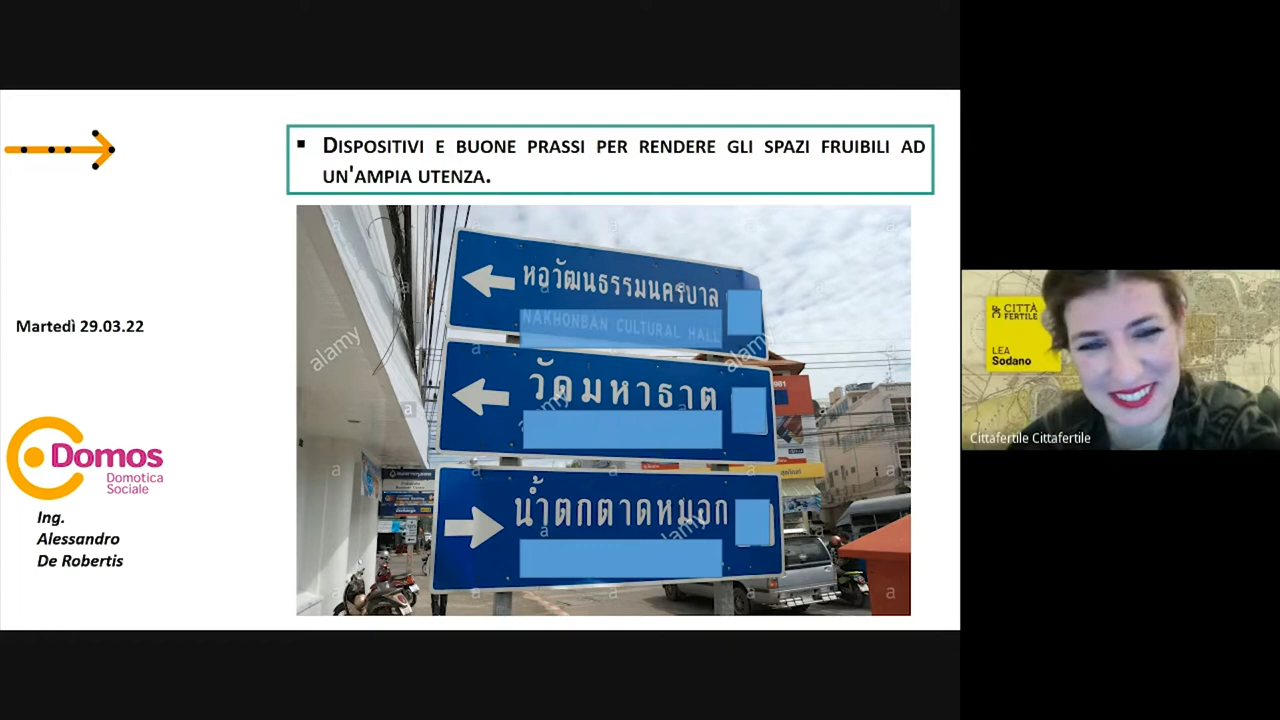 ▪ DISPOSITIVI E BUONE PRASSI PER RENDERE GLI SPAZI FRUIBILI AD
UN'AMPIA UTENZA.
หอวัฒนธรรมนครบาล
NAKHONBAN CULTURAL HALL
วัดมหาธาตุ
น้ำตกตาดหมอก
alamy
alamy
alamy
Martedì 29.03.22
Domos
Domotica
Sociale
Ing.
Alessandro
De Robertis
CITTÀ
FERTILE
LEA
Sodano
Cittafertile Cittafertile